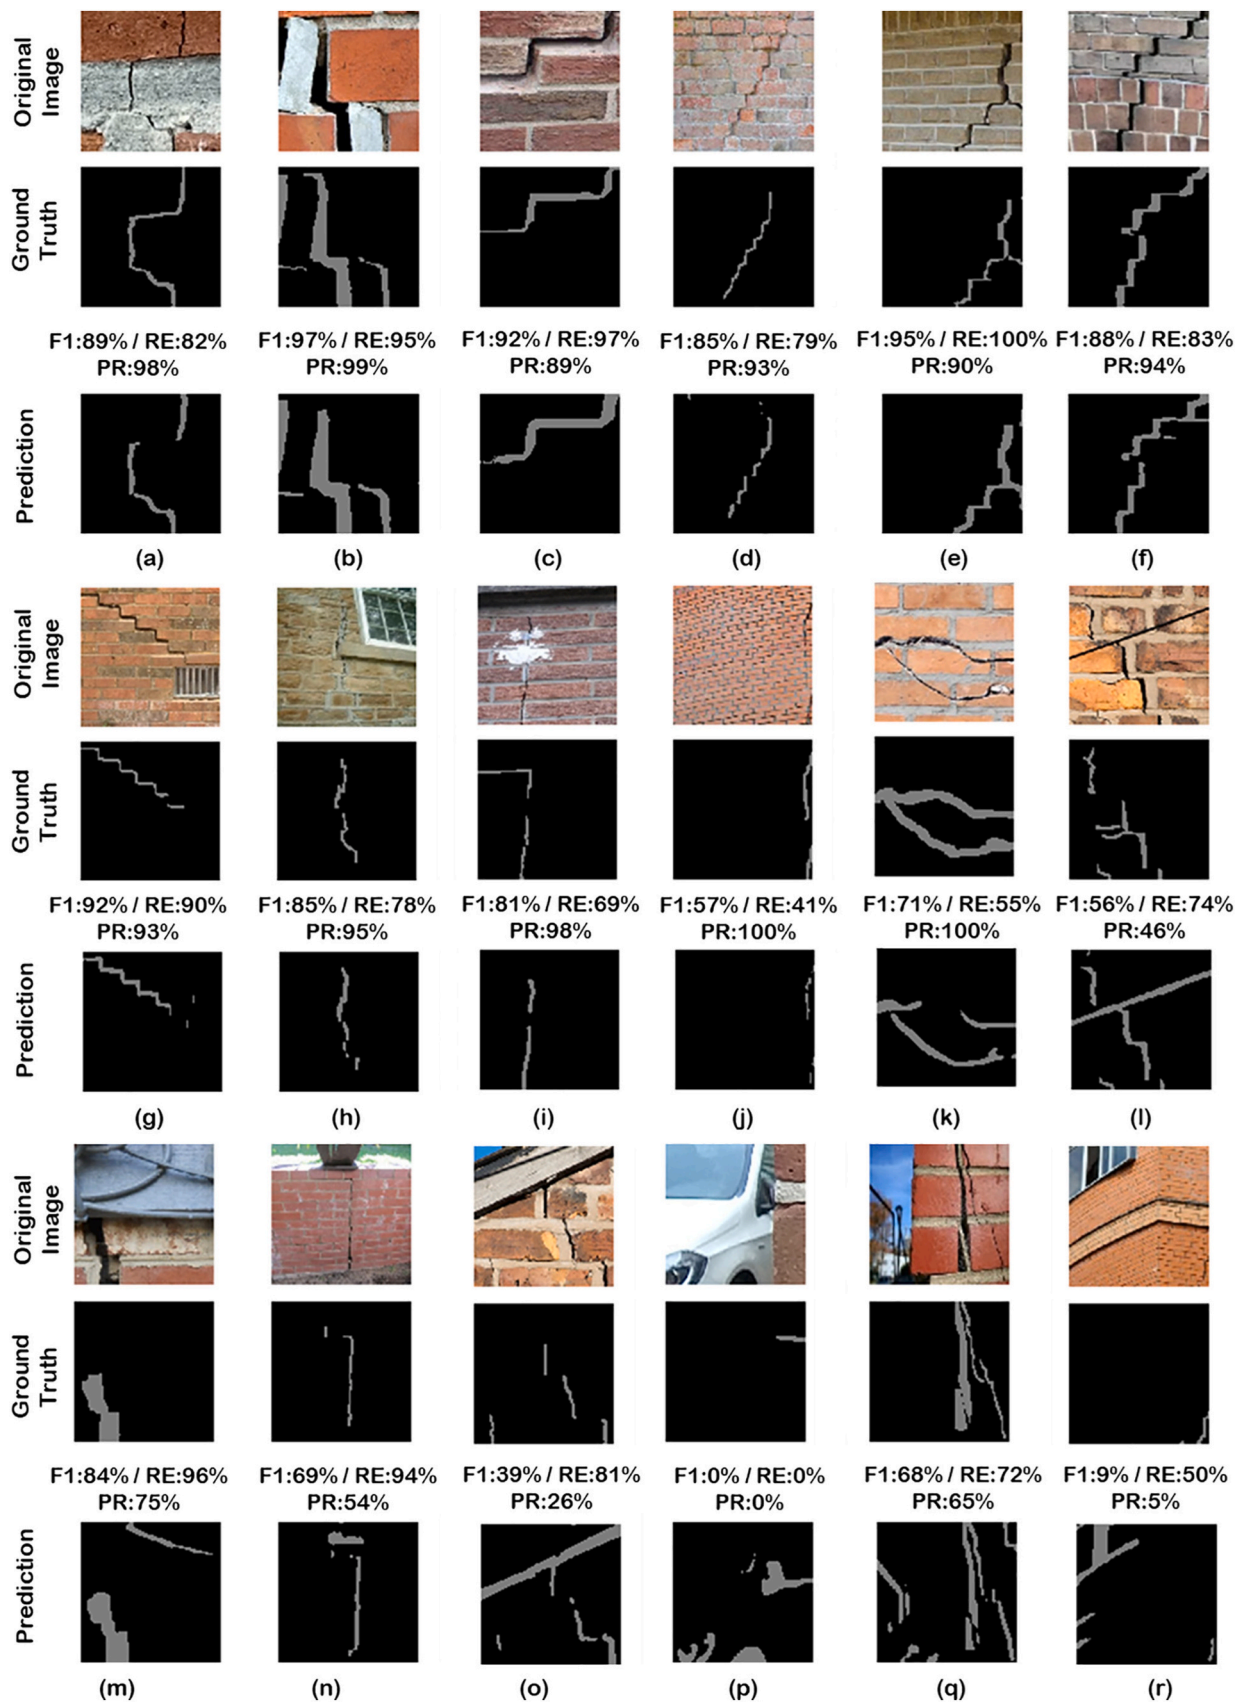 Original
Image
Ground
Truth
F1:89% / RE:82%
PR:98%
F1:97% / RE:95%
PR:99%
F1:92% / RE:97%
PR:89%
F1:85% / RE:79%
PR:93%
F1:95% / RE:100%
PR:90%
F1:88% / RE:83%
PR:94%
Prediction
(a)
(b)
(c)
(d)
(e)
(f)
Original
Image
Ground
Truth
F1:92% / RE:90%
PR:93%
F1:85% / RE:78%
PR:95%
F1:81% / RE:69%
PR:98%
F1:57% / RE:41%
PR:100%
F1:71% / RE:55%
PR:100%
F1:56% / RE:74%
PR:46%
Prediction
(g)
(h)
(i)
(j)
(k)
(l)
Original
Image
Ground
Truth
F1:84% / RE:96%
PR:75%
F1:69% / RE:94%
PR:54%
F1:39% / RE:81%
PR:26%
F1:0% / RE:0%
PR:0%
F1:68% / RE:72%
PR:65%
F1:9% / RE:50%
PR:5%
Prediction
(m)
(n)
(o)
(p)
(q)
(r)